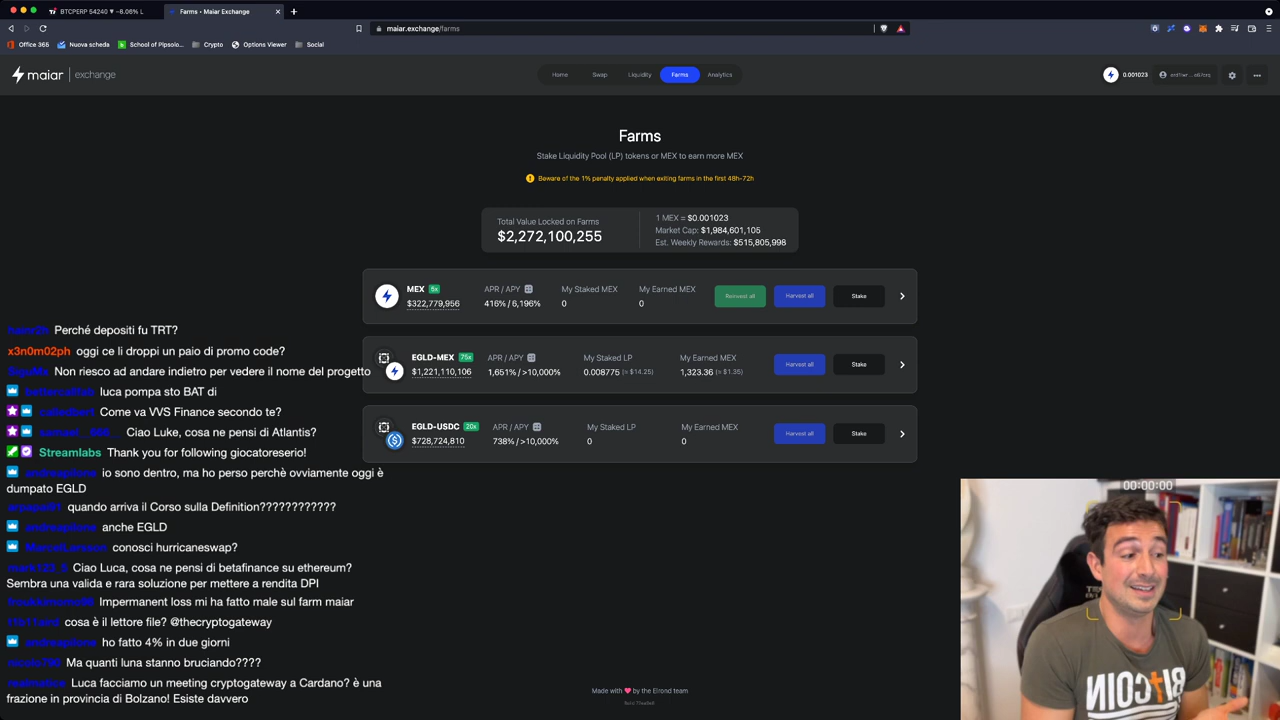 BTCPERP 54240 ▼ −8.08% L
Farms • Maiar Exchange
maiar.exchange/farms
Office 365
Nuova scheda
School of Pipsolo...
Crypto
Options Viewer
Social
maiar | exchange
Home
Swap
Liquidity
Farms
Analytics
0.001023
Farms
Stake Liquidity Pool (LP) tokens or MEX to earn more MEX
Beware of the 1% penalty applied when exiting farms in the first 48h-72h
Total Value Locked on Farms
$2,272,100,255
1 MEX = $0.001023
Market Cap: $1,984,601,105
Est. Weekly Rewards: $515,805,998
MEX 5x
$322,779,956
APR / APY
416% / 6,196%
My Staked MEX
0
My Earned MEX
0
Reinvest all
Harvest all
Stake
EGLD-MEX 75x
$1,221,110,106
APR / APY
1,651% / >10,000%
My Staked LP
0.008775 (≈ $14.25)
My Earned MEX
1,323.36 (≈ $1.35)
Harvest all
Stake
EGLD-USDC 20x
$728,724,810
APR / APY
738% / >10,000%
My Staked LP
0
My Earned MEX
0
Harvest all
Stake
Perché depositi fu TRT?
x3n0m02ph oggi ce li droppi un paio di promo code?
Non riesco ad andare indietro per vedere il nome del progetto
luca pompa sto BAT di
Come va VVS Finance secondo te?
Ciao Luke, cosa ne pensi di Atlantis?
Streamlabs Thank you for following giocatoreserio!
io sono dentro, ma ho perso perchè ovviamente oggi è
dumpato EGLD
quando arriva il Corso sulla Definition????????????
anche EGLD
conosci hurricaneswap?
Ciao Luca, cosa ne pensi de betafinance su ethereum?
Sembra una valida e rara soluzione per mettere a rendita DPI
Impermanent loss mi ha fatto male sul farm maiar
cosa è il lettore file? @thecryptogateway
ho fatto 4% in due giorni
Ma quanti luna stanno bruciando????
Luca facciamo un meeting cryptogateway a Cardano? è una
frazione in provincia di Bolzano! Esiste davvero
00:00:00
BITCOIN
Made with ❤ by the Elrond team